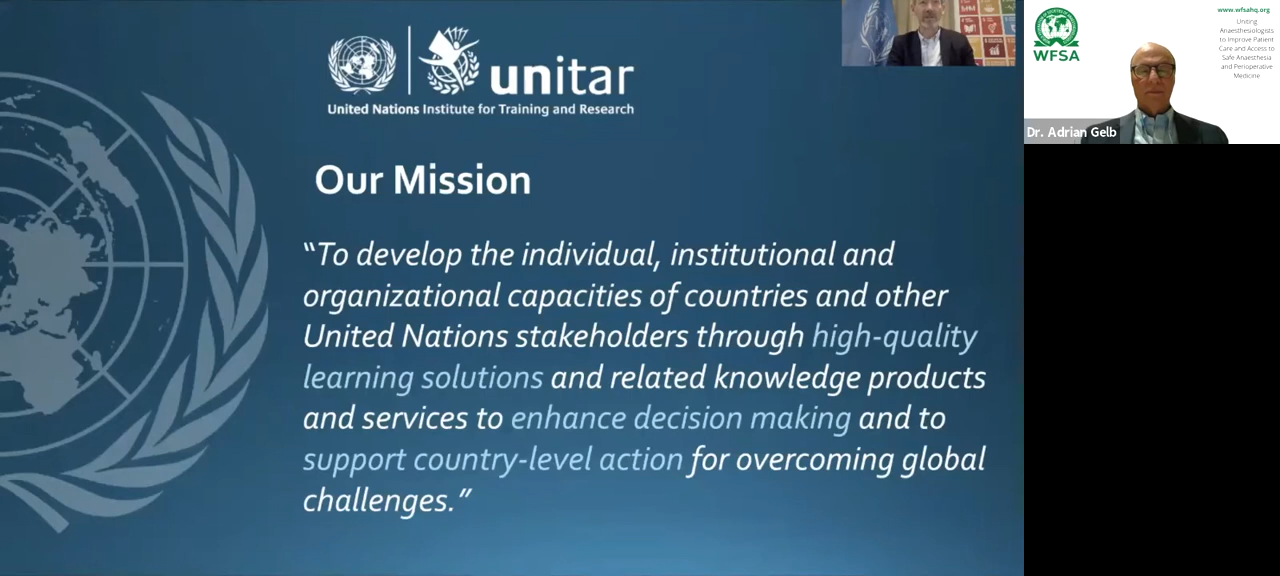 unitar
United Nations Institute for Training and Research
Our Mission
“To develop the individual, institutional and
organizational capacities of countries and other
United Nations stakeholders through high-quality
learning solutions and related knowledge products
and services to enhance decision making and to
support country-level action for overcoming global
challenges.”
WFSA
www.wfsahq.org
Uniting
Anaesthesiologists
to Improve Patient
Care and Access to
Safe Anaesthesia
and Perioperative
Medicine
Dr. Adrian Gelb